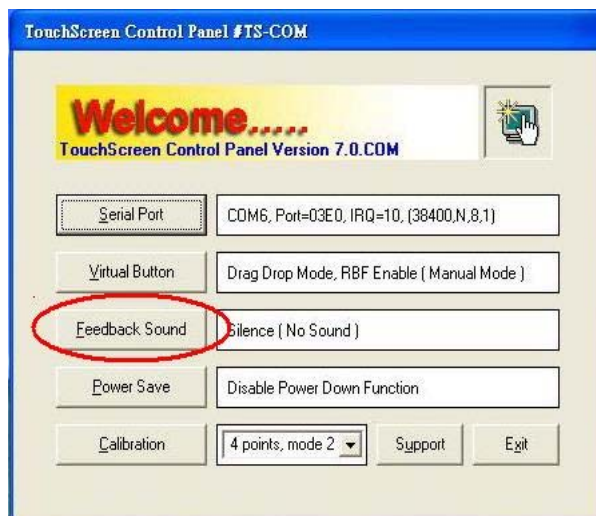 TouchScreen Control Panel #TS-COM
Welcome.....
TouchScreen Control Panel Version 7.0.COM
Serial Port
COM6, Port=03E0, IRQ=10, (38400,N,8,1)
Virtual Button
Drag Drop Mode, RBF Enable ( Manual Mode )
Feedback Sound
Silence ( No Sound )
Power Save
Disable Power Down Function
Calibration
4 points, mode 2
Support
Exit